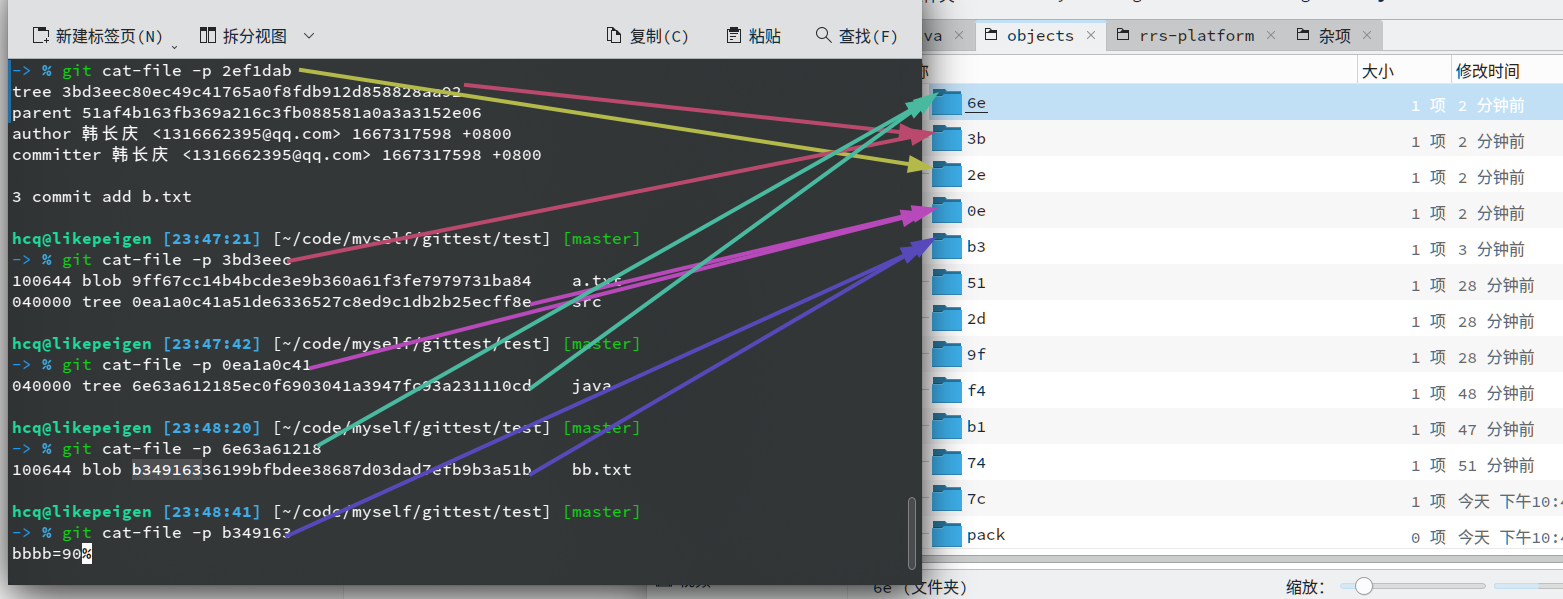 新建标签页(N)
拆分视图
复制(C)
粘贴
查找(F)
-> % git cat-file -p 2ef1dab
tree 3bd3eec80ec49c41765a0f8fdb912d858828aa92
parent 51af4b163fb369a216c3fb088581a0a3a3152e06
author 韩长庆 <1316662395@qq.com> 1667317598 +0800
committer 韩长庆 <1316662395@qq.com> 1667317598 +0800
3 commit add b.txt
hcq@likepeigen [23:47:21] [~/code/myself/gittest/test] [master]
-> % git cat-file -p 3bd3eec
100644 blob 9ff67cc14b4bcde3e9b360a61f3fe7979731ba84 a.txt
040000 tree 0ea1a0c41a51de6336527c8ed9c1db2b25ecff8e src
hcq@likepeigen [23:47:42] [~/code/myself/gittest/test] [master]
-> % git cat-file -p 0ea1a0c41
040000 tree 6e63a612185ec0f6903041a3947fc93a231110cd java
hcq@likepeigen [23:48:20] [~/code/myself/gittest/test] [master]
-> % git cat-file -p 6e63a61218
100644 blob b34916336199bfbdee38687d03dad7efb9b3a51b bb.txt
hcq@likepeigen [23:48:41] [~/code/myself/gittest/test] [master]
-> % git cat-file -p b349163
bbbb=90%
va × objects × rrs-platform × 杂项 ×
称 大小 修改时间
6e 1 项 2 分钟前
3b 1 项 2 分钟前
2e 1 项 2 分钟前
0e 1 项 2 分钟前
b3 1 项 3 分钟前
51 1 项 28 分钟前
2d 1 项 28 分钟前
9f 1 项 28 分钟前
f4 1 项 48 分钟前
b1 1 项 47 分钟前
74 1 项 51 分钟前
7c 1 项 今天 下午10:4
pack 0 项 今天 下午10:4
6e (文件夹)
缩放: